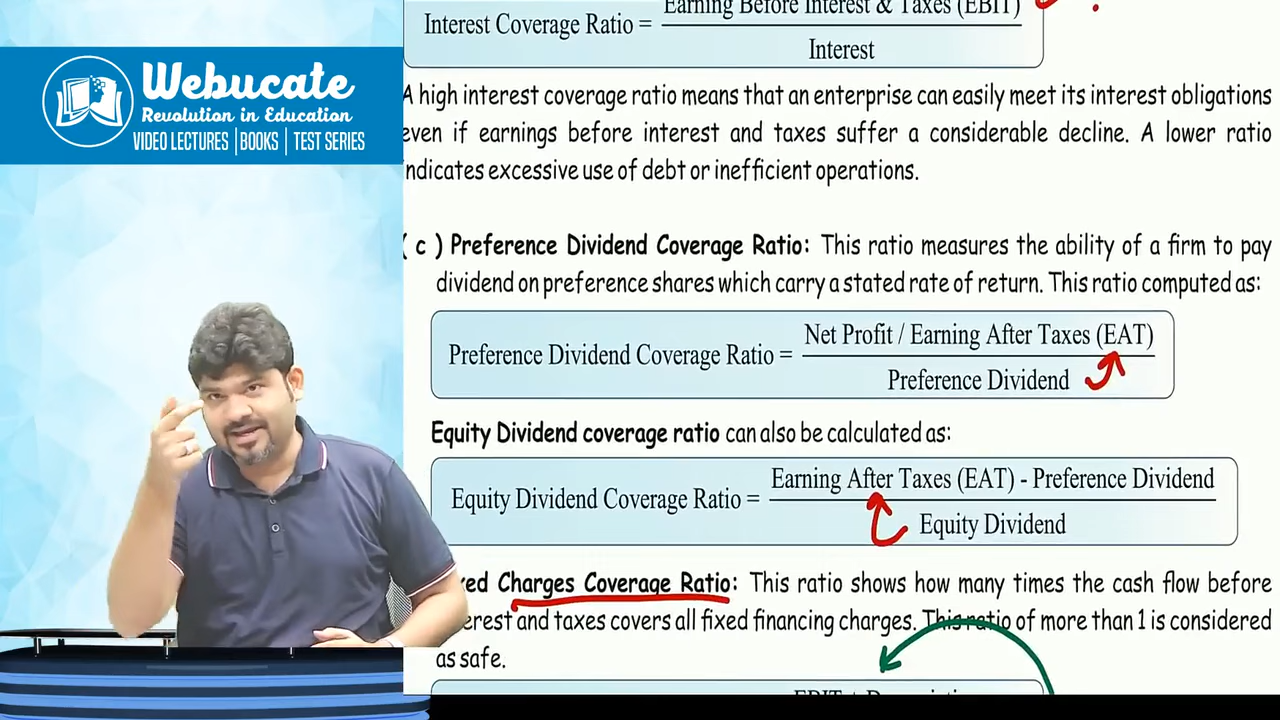 Webucate
Revolution in Education
VIDEO LECTURES | BOOKS | TEST SERIES
Interest Coverage Ratio = Earning Before Interest & Taxes (EBIT)
Interest
A high interest coverage ratio means that an enterprise can easily meet its interest obligations
even if earnings before interest and taxes suffer a considerable decline. A lower ratio
indicates excessive use of debt or inefficient operations.
( c ) Preference Dividend Coverage Ratio: This ratio measures the ability of a firm to pay
dividend on preference shares which carry a stated rate of return. This ratio computed as:
Preference Dividend Coverage Ratio = Net Profit / Earning After Taxes (EAT)
Preference Dividend
Equity Dividend coverage ratio can also be calculated as:
Equity Dividend Coverage Ratio = Earning After Taxes (EAT) - Preference Dividend
Equity Dividend
Charges Coverage Ratio: This ratio shows how many times the cash flow before
and taxes covers all fixed financing charges. This ratio of more than 1 is considered
as safe.